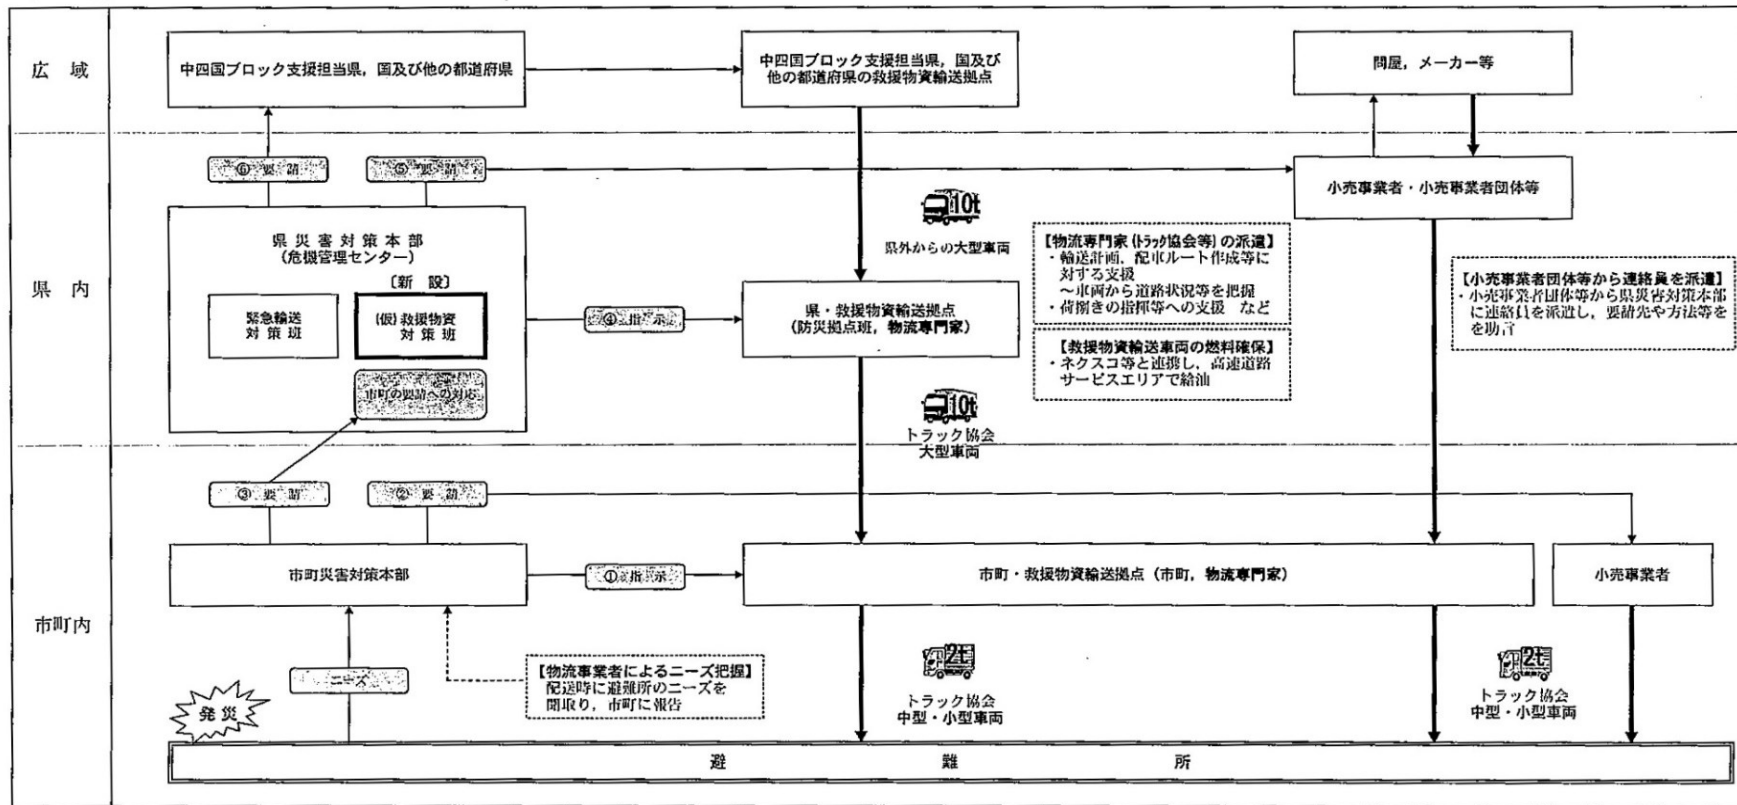 広 域
中四国ブロック支援担当県，国及び他の都道府県
中四国ブロック支援担当県，国及び
他の都道府県の救援物資輸送拠点
問屋，メーカー等
県 内
⑥ 要 請
⑤ 要 請
小売事業者・小売事業者団体等
県 災 害 対 策 本 部
(危機管理センター)
〔新 設〕
緊急輸送
対 策 班
(仮)救援物資
対 策 班
市町の要請への対応
④ 指 示
10t
県外からの大型車両
県・救援物資輸送拠点
(防災拠点班，物流専門家)
【物流専門家(トラック協会等)の派遣】
・輸送計画，配車ルート作成等に
対する支援
～車両から道路状況等を把握
・荷捌きの指揮等への支援 など
【救援物資輸送車両の燃料確保】
・ネクスコ等と連携し，高速道路
サービスエリアで給油
【小売事業者団体等から連絡員を派遣】
・小売事業者団体等から県災害対策本部
に連絡員を派遣し，要請先や方法等を
を助言
10t
トラック協会
大型車両
市町内
③ 要 請
② 要 請
市町災害対策本部
① 指 示
市町・救援物資輸送拠点（市町，物流専門家）
小売事業者
ニーズ
【物流事業者によるニーズ把握】
配送時に避難所のニーズを
聞取り，市町に報告
2t
トラック協会
中型・小型車両
2t
トラック協会
中型・小型車両
発 災
避 難 所